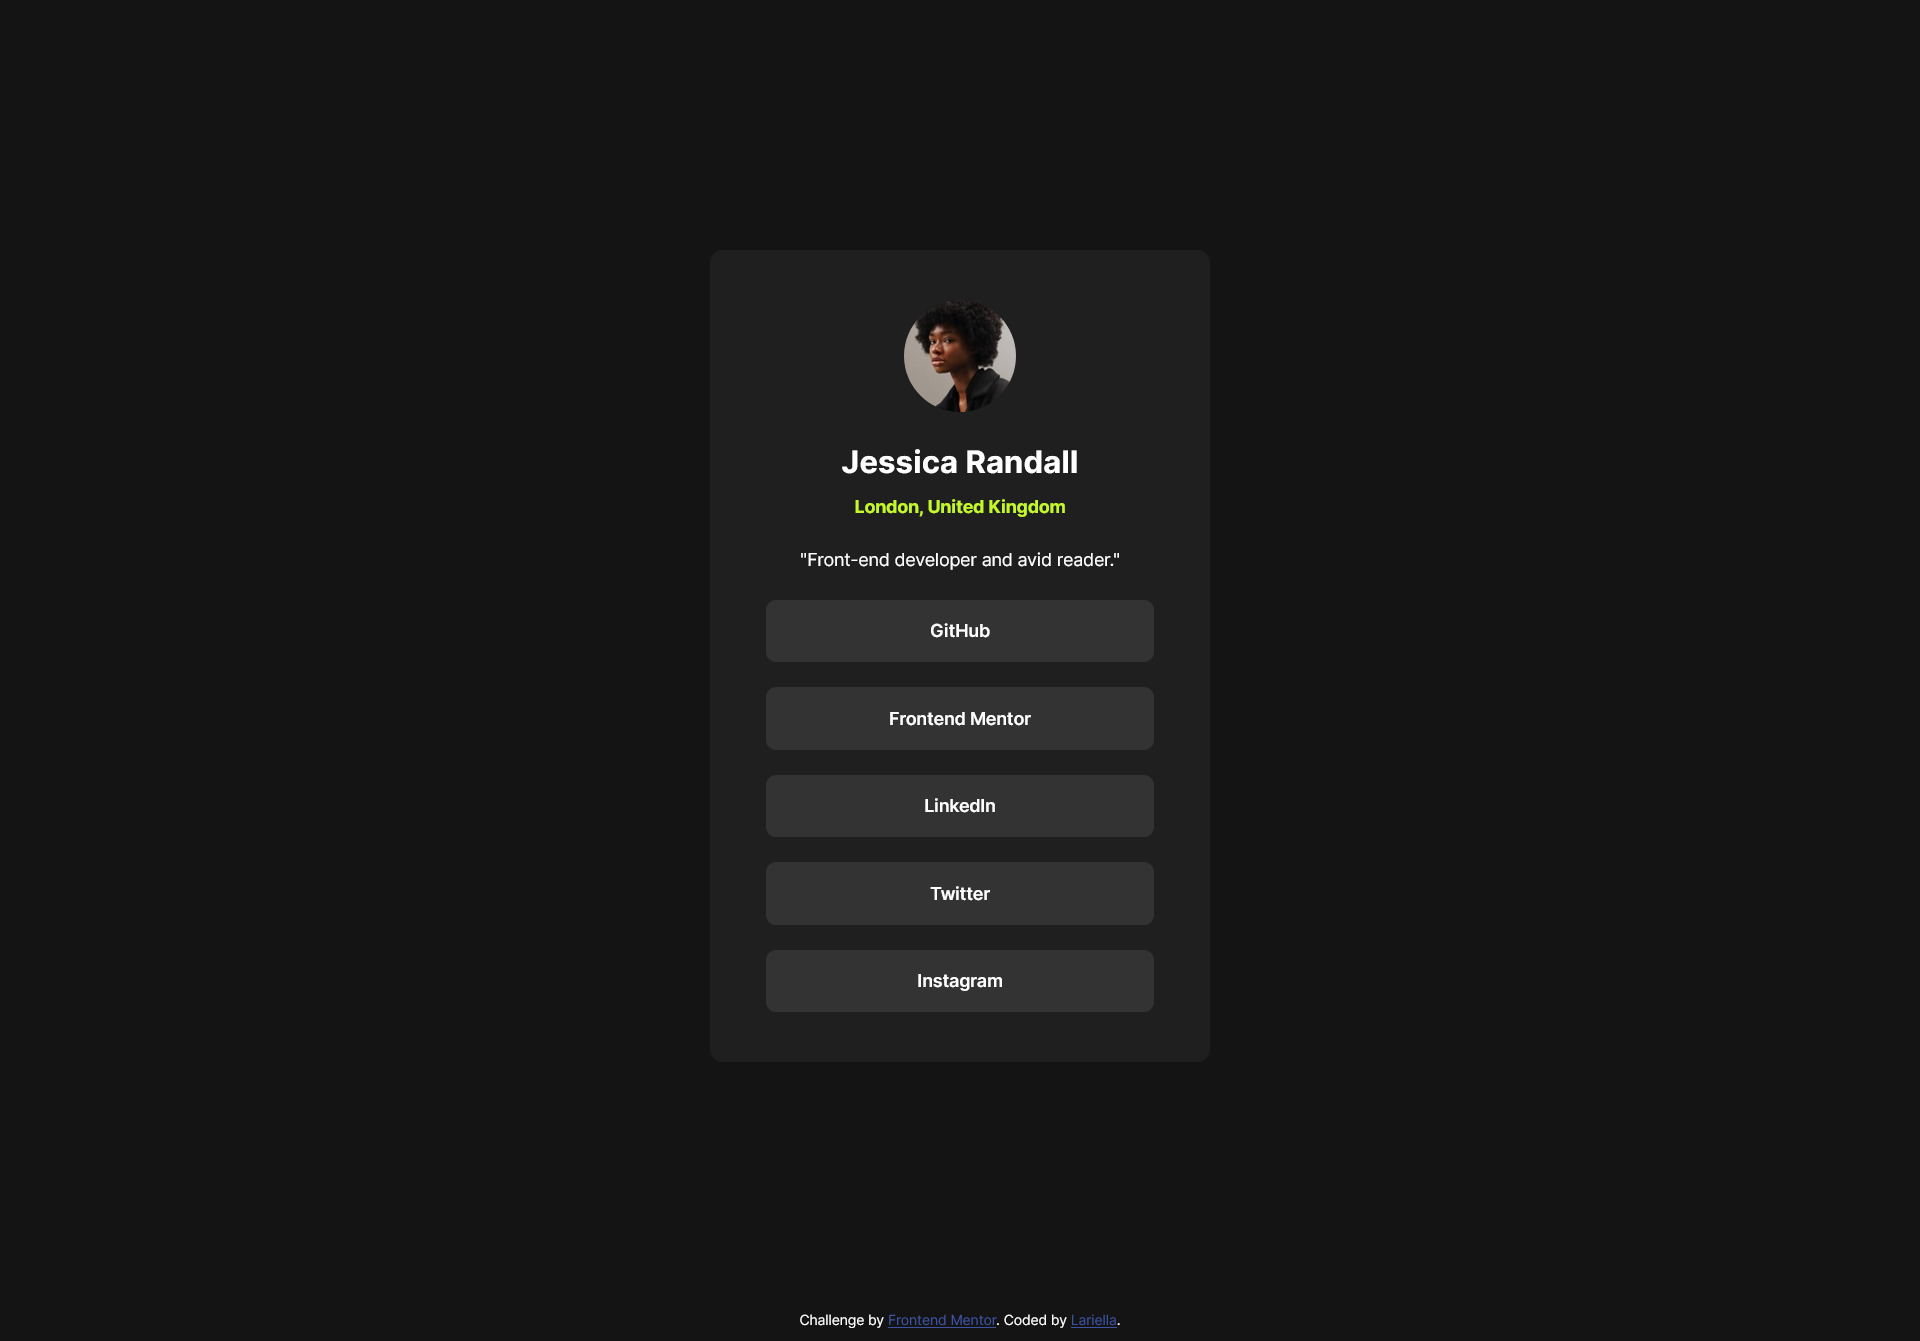 Jessica Randall
London, United Kingdom
"Front-end developer and avid reader."
GitHub
Frontend Mentor
LinkedIn
Twitter
Instagram
Challenge by Frontend Mentor. Coded by Lariella.